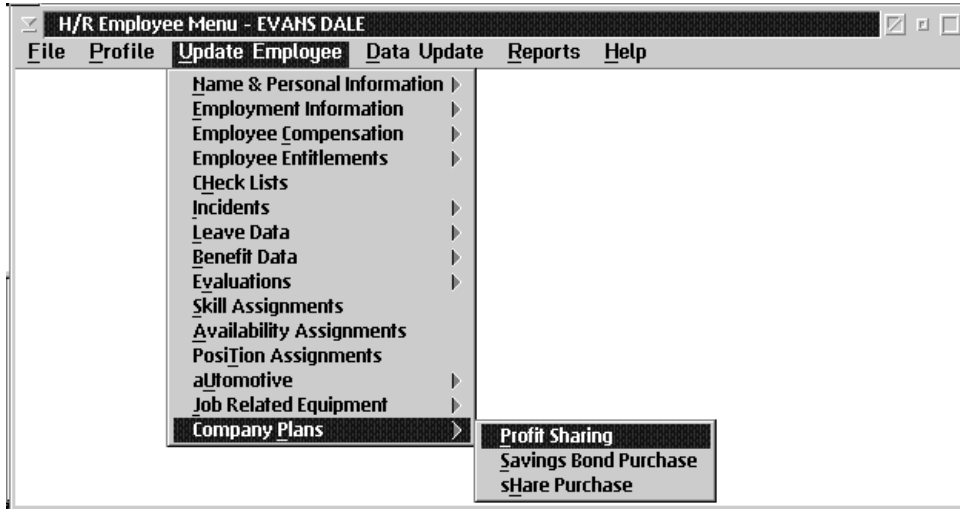 H/R Employee Menu - EVANS DALE
File Profile Update Employee Data Update Reports Help
Name & Personal Information
Employment Information
Employee Compensation
Employee Entitlements
CHeck Lists
Incidents
Leave Data
Benefit Data
Evaluations
Skill Assignments
Availability Assignments
PosiTion Assignments
aUtomotive
Job Related Equipment
Company Plans
Profit Sharing
Savings Bond Purchase
sHare Purchase